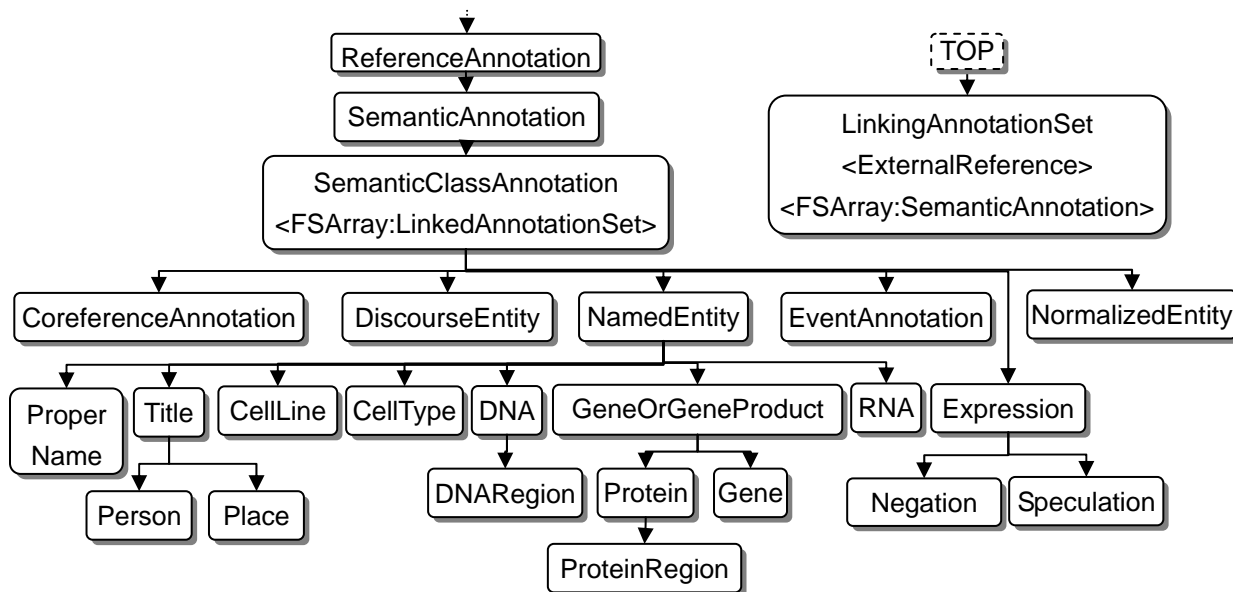 ReferenceAnnotation
TOP
SemanticAnnotation
LinkingAnnotationSet
<ExternalReference>
<FSArray:SemanticAnnotation>
SemanticClassAnnotation
<FSArray:LinkedAnnotationSet>
CoreferenceAnnotation
DiscourseEntity
NamedEntity
EventAnnotation
NormalizedEntity
Proper
Name
Title
CellLine
CellType
DNA
GeneOrGeneProduct
RNA
Expression
Person
Place
DNARegion
Protein
Gene
Negation
Speculation
ProteinRegion